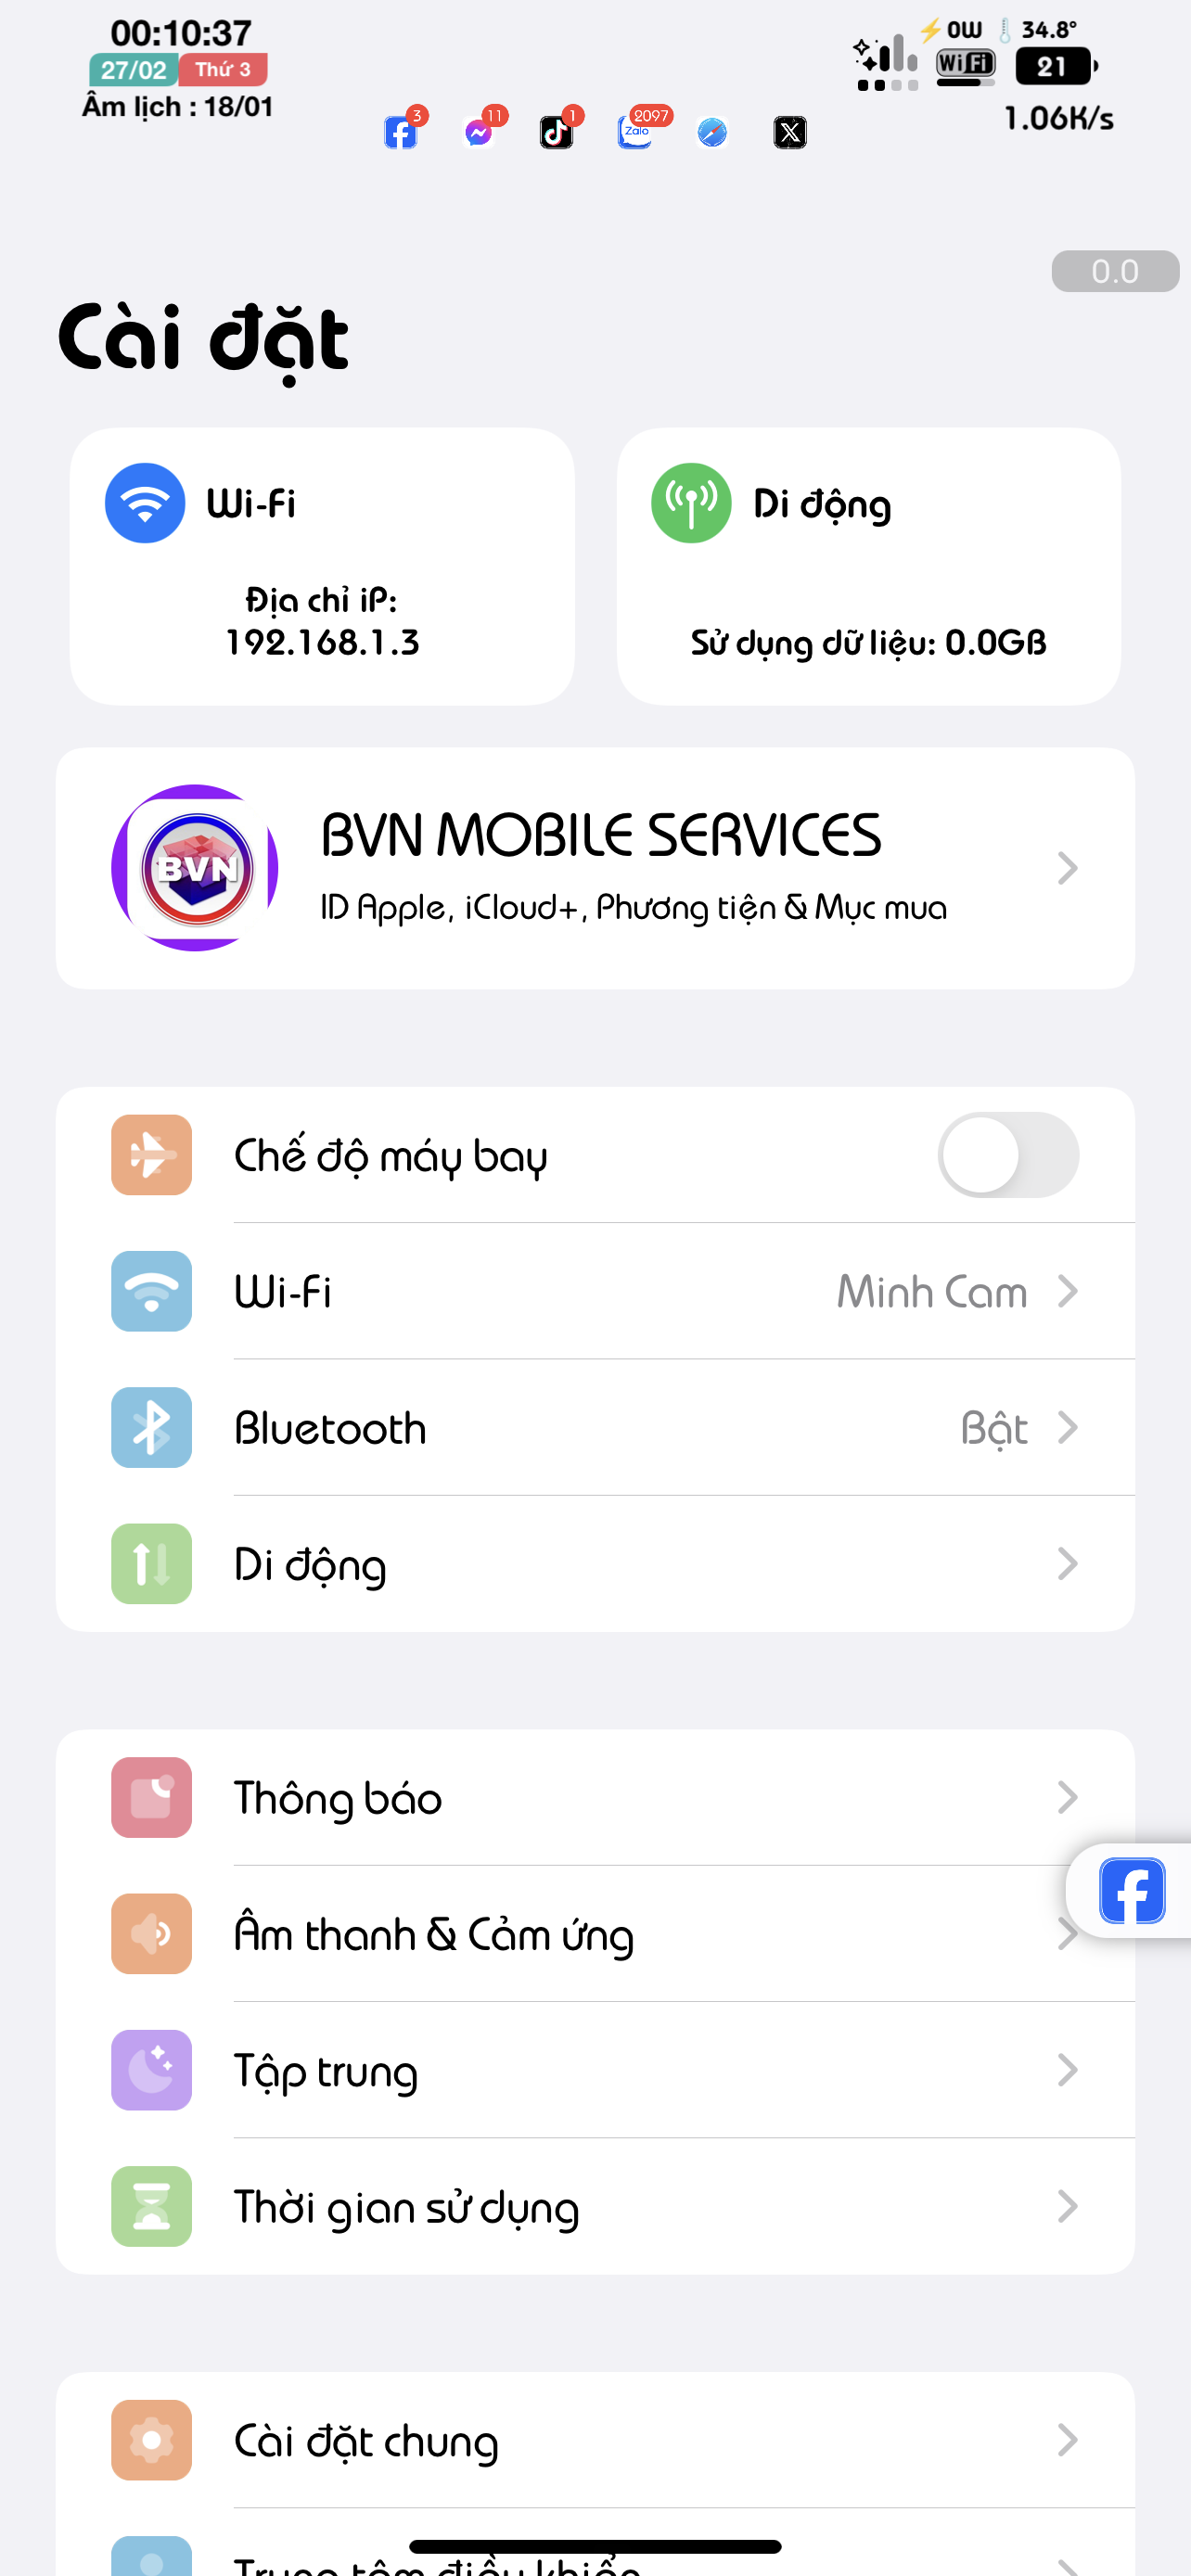 00:10:37
27/02 Thứ 3
Âm lịch : 18/01
0W 34.8°
WiFi 21
1.06K/s
3 11 1 2097
Zalo
0.0
Cài đặt
Wi-Fi
Địa chỉ iP:
192.168.1.3
Di động
Sử dụng dữ liệu: 0.0GB
BVN
BVN MOBILE SERVICES
ID Apple, iCloud+, Phương tiện & Mục mua
Chế độ máy bay
Wi-Fi Minh Cam
Bluetooth Bật
Di động
Thông báo
Âm thanh & Cảm ứng
Tập trung
Thời gian sử dụng
Cài đặt chung
Trung tâm điều khiển